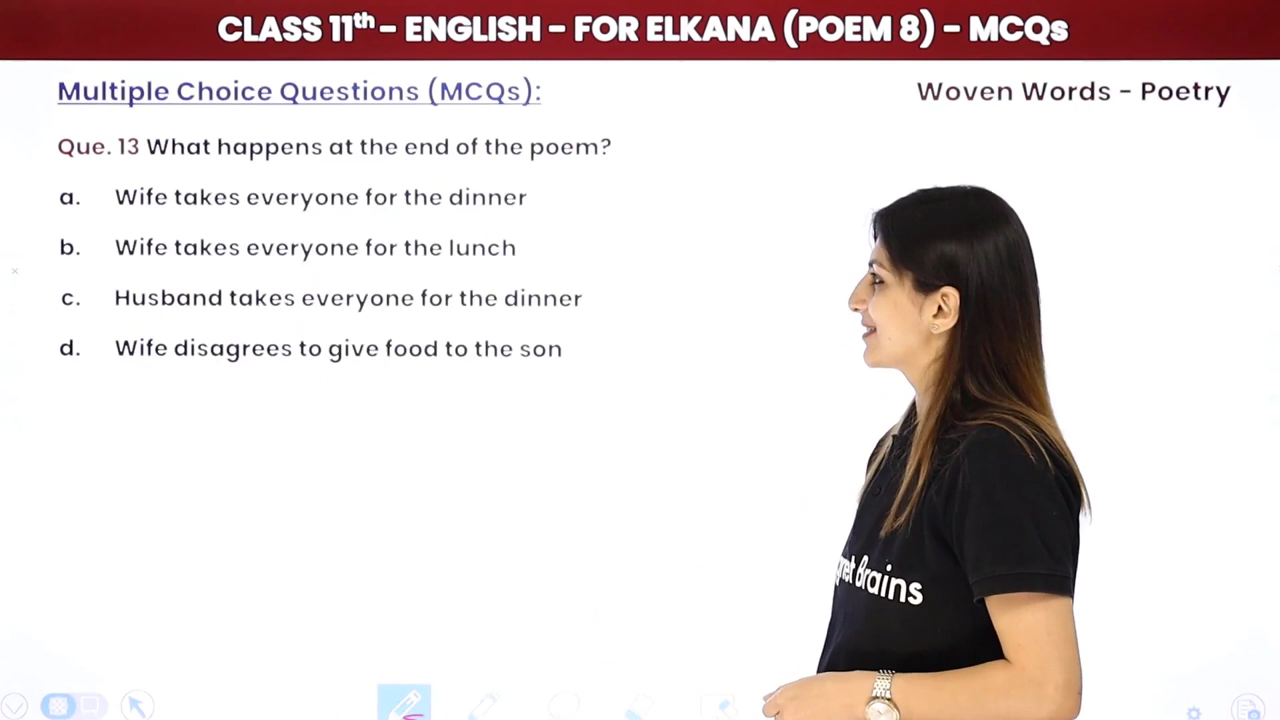 CLASS 11th - ENGLISH - FOR ELKANA (POEM 8) - MCQs
Multiple Choice Questions (MCQs):
Woven Words - Poetry
Que. 13 What happens at the end of the poem?
a. Wife takes everyone for the dinner
b. Wife takes everyone for the lunch
c. Husband takes everyone for the dinner
d. Wife disagrees to give food to the son
Brains